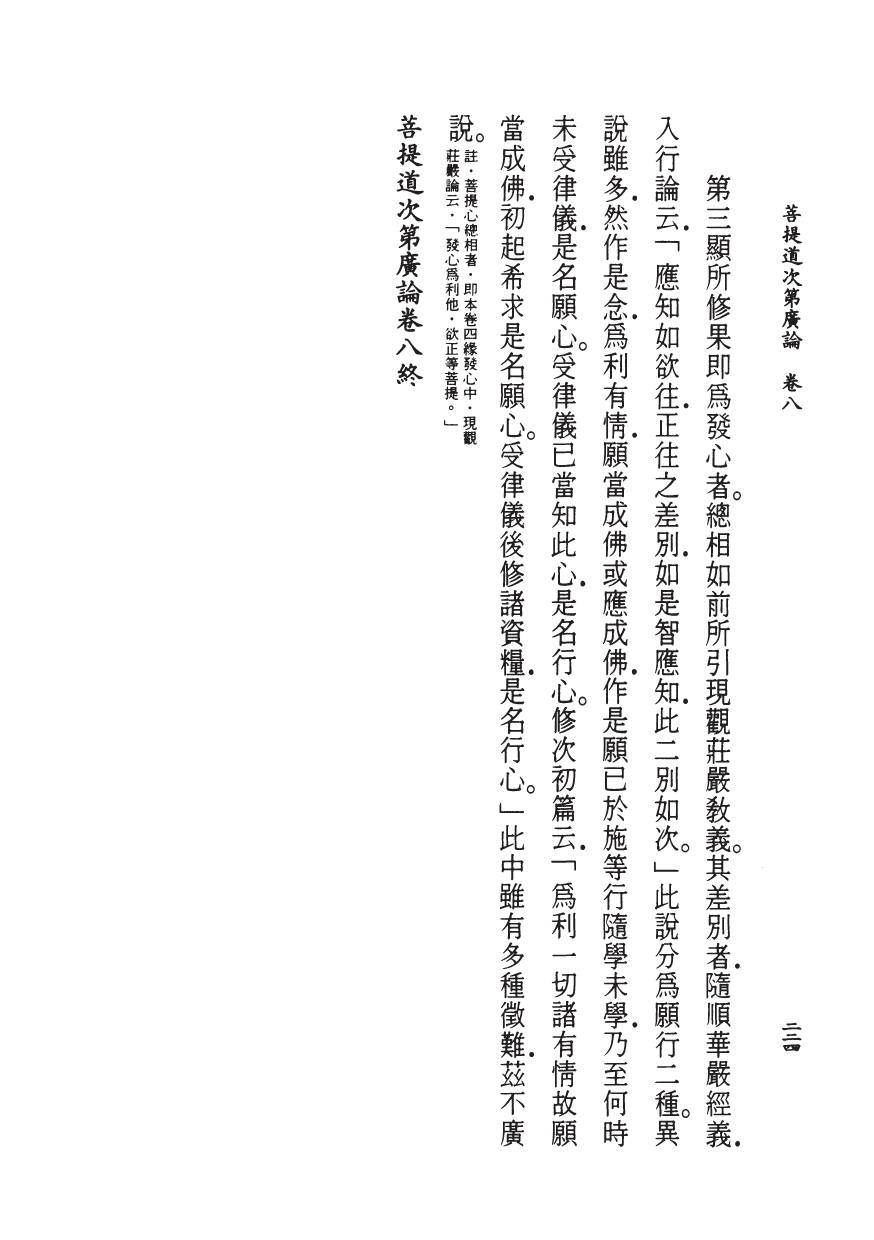 菩提道次第廣論　卷八
二三四
第三顯所修果即爲發心者。總相如前所引現觀莊嚴敎義。其差別者．隨順華嚴經義．
入行論云．「應知如欲往．正往之差別．如是智應知．此二別如次。」此說分爲願行二種。異
說雖多．然作是念．爲利有情．願當成佛或應成佛．作是願已於施等行隨學未學．乃至何時
未受律儀．是名願心。受律儀已當知此心．是名行心。修次初篇云．「爲利一切諸有情故願
當成佛．初起希求是名願心。受律儀後修諸資糧．是名行心。」此中雖有多種徵難．茲不廣
說。
註．菩提心總相者．即本卷四緣發心中．現觀
莊嚴論云．「發心爲利他．欲正等菩提。」
菩提道次第廣論卷八終